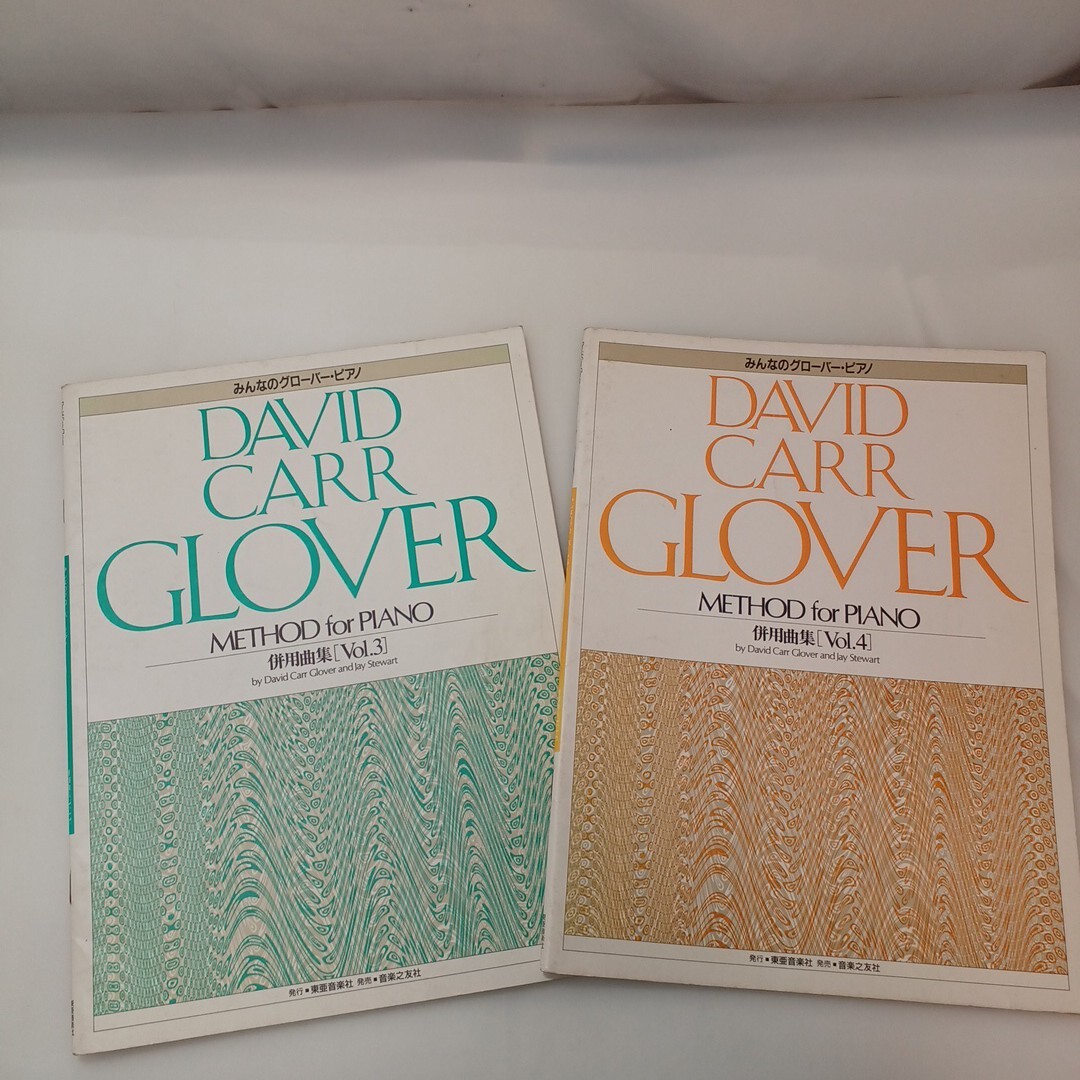 みんなのグローバー・ピアノ
DAVID
CARR
GLOVER
METHOD for PIANO
併用曲集[Vol.3]
by David Carr Glover and Jay Stewart
発行■東亜音楽社 発売■音楽之友社
みんなのグローバー・ピアノ
DAVID
CARR
GLOVER
METHOD for PIANO
併用曲集[Vol.4]
by David Carr Glover and Jay Stewart
発行■東亜音楽社 発売■音楽之友社